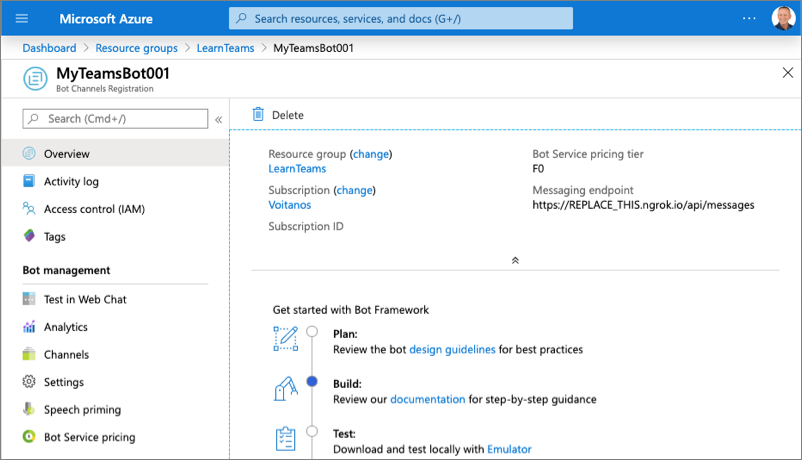 Microsoft Azure
Search resources, services, and docs (G+/)
Dashboard > Resource groups > LearnTeams > MyTeamsBot001
MyTeamsBot001
Bot Channels Registration
Search (Cmd+/)
Delete
Overview
Activity log
Access control (IAM)
Tags
Bot management
Test in Web Chat
Analytics
Channels
Settings
Speech priming
Bot Service pricing
Resource group (change)
LearnTeams
Subscription (change)
Voitanos
Subscription ID
Bot Service pricing tier
F0
Messaging endpoint
https://REPLACE_THIS.ngrok.io/api/messages
Get started with Bot Framework
Plan:
Review the bot design guidelines for best practices
Build:
Review our documentation for step-by-step guidance
Test:
Download and test locally with Emulator